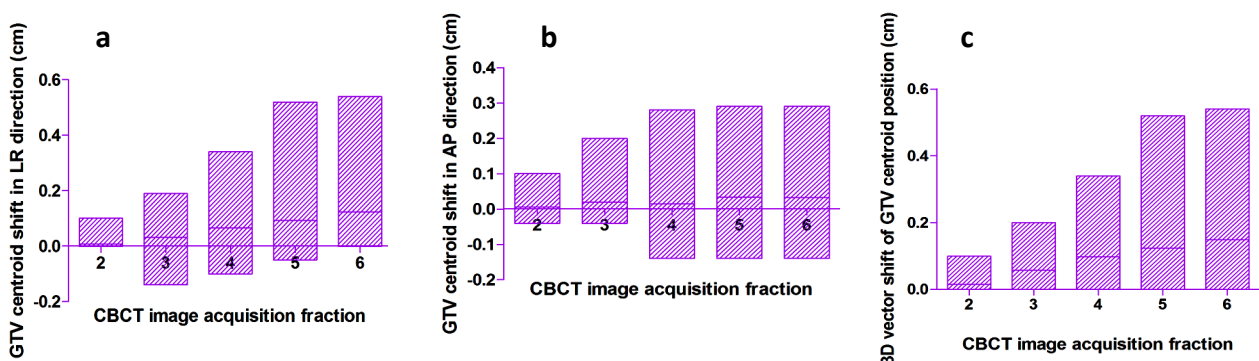 a
GTV centroid shift in LR direction (cm)
0.6
0.4
0.2
0.0
-0.2
2 3 4 5 6
CBCT image acquisition fraction
b
GTV centroid shift in AP direction (cm)
0.4
0.3
0.2
0.1
0.0
-0.1
-0.2
2 3 4 5 6
CBCT image acquisition fraction
c
3D vector shift of GTV centroid position (cm)
0.6
0.4
0.2
0.0
2 3 4 5 6
CBCT image acquisition fraction